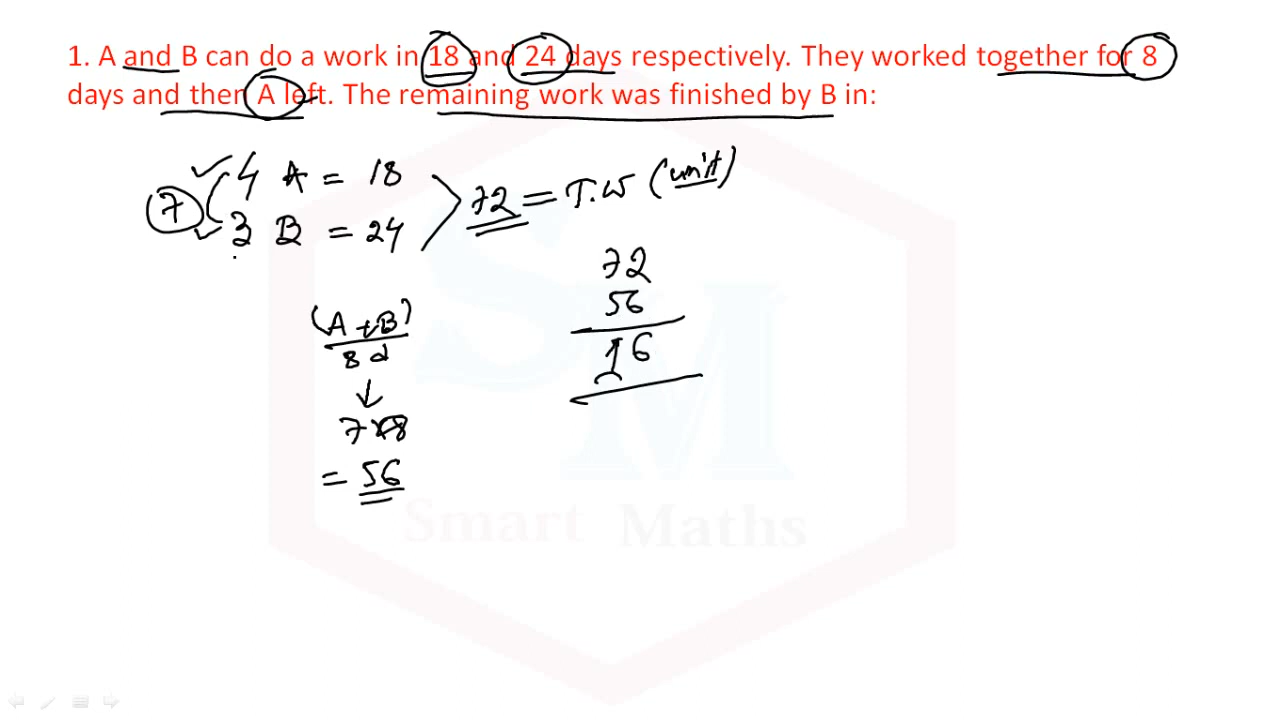 1. A and B can do a work in 18 and 24 days respectively. They worked together for 8
days and then A left. The remaining work was finished by B in:
4 A = 18
7
72 = T.W (unit)
3 B = 24
72
56
16
(A+B)
8 d
↓
7×8
= 56
SM
Smart Maths